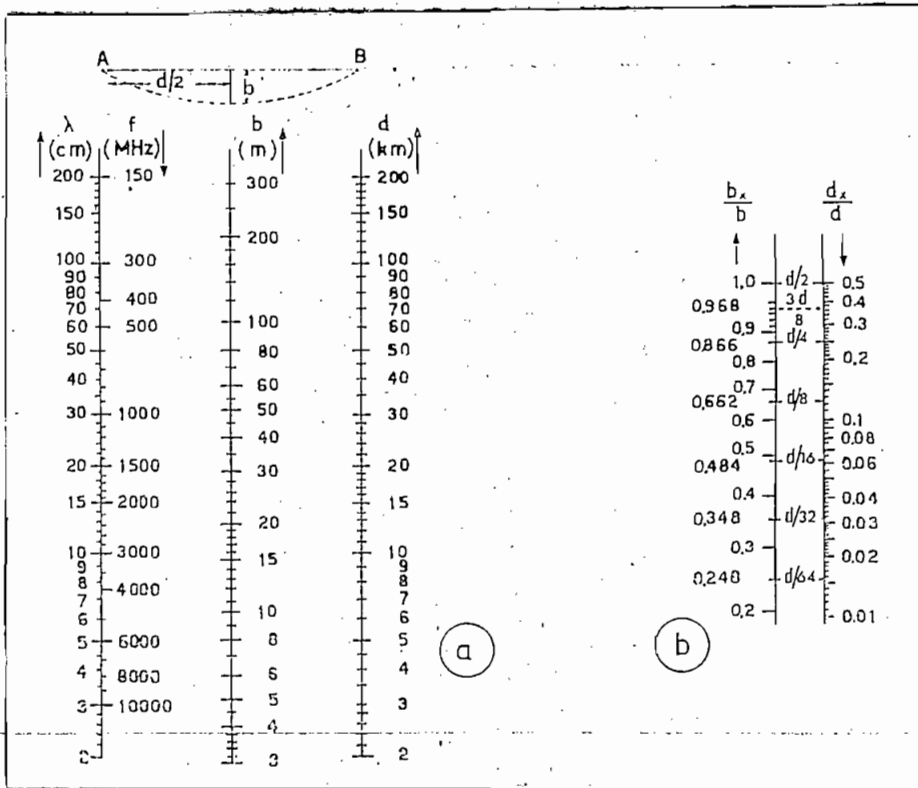 A B
d/2 b
λ f b d
(cm) (MHz) (m) (km)
200 150 300 200
150 200 150
100 300 100 100
90 80 90
80 400 60 80
70 50 70
60 500 40 60
50 30 50
40 20 40
30 1000 15 30
20 1500 10 20
15 2000 8 15
10 3000 6 10
9 5 9
8 4000 4 8
7 3 7
6 6
5 6000 5
4 8000 4
3 10000 3
2 2
a
bx/b dx/d
1,0 d/2 0.5
0,968 3d/8 0.4
0,9 0.3
0,866 d/4
0,8 0.2
0,7
0,662 d/8
0,6 0.1
0,5 0.08
0,484 d/16 0.06
0,4 0.04
0,348 d/32 0.03
0,3 0.02
0,248 d/64
0,2 0.01
b